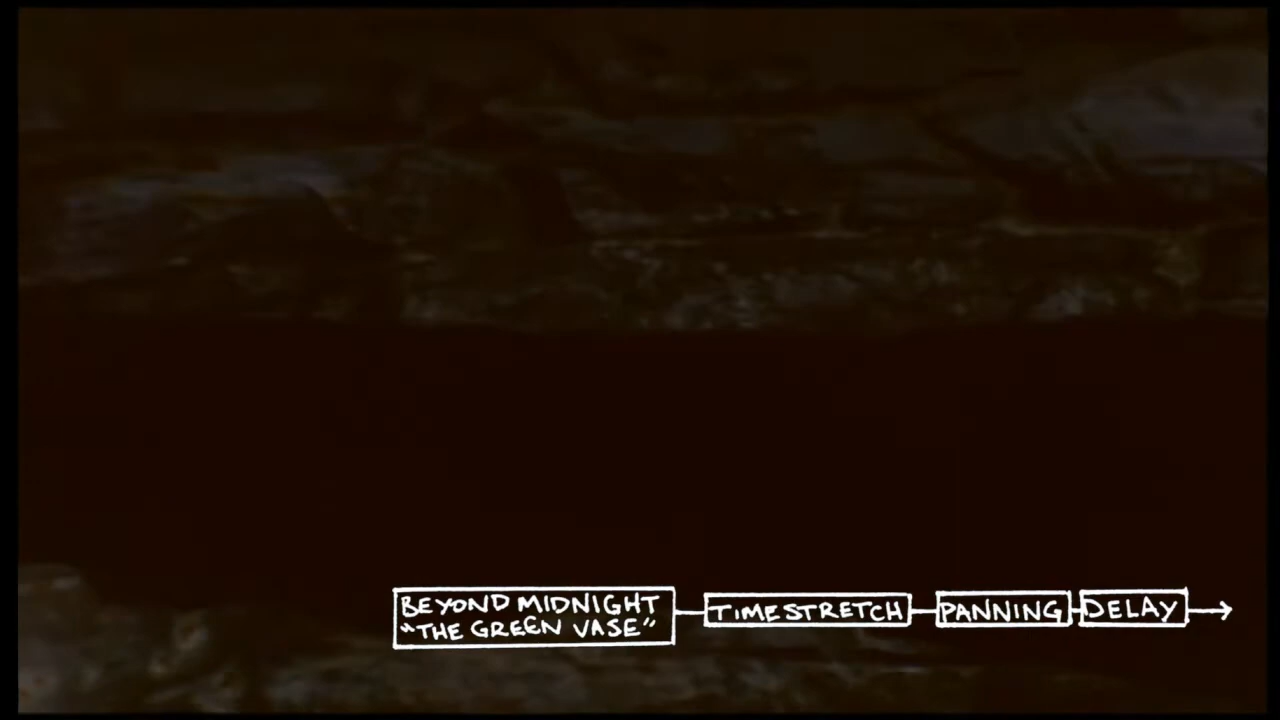 BEYOND MIDNIGHT
"THE GREEN VASE"
TIMESTRETCH
PANNING
DELAY